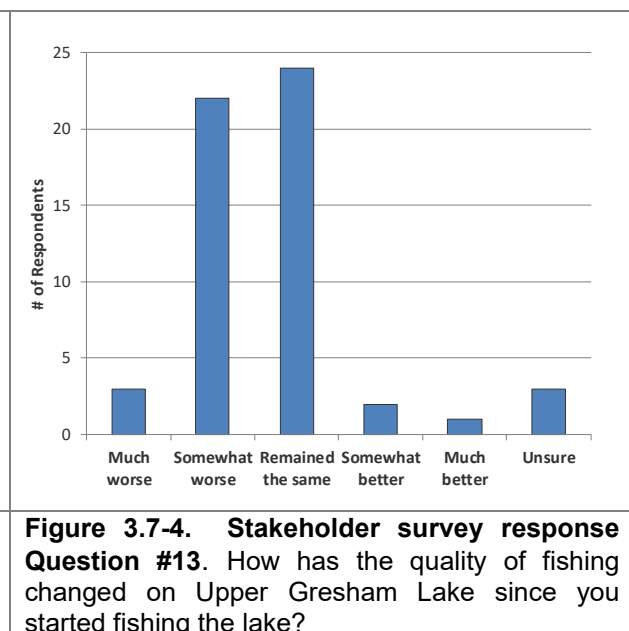 25
20
15
10
5
0
# of Respondents
Much worse
Somewhat worse
Remained the same
Somewhat better
Much better
Unsure
Figure 3.7-4. Stakeholder survey response
Question #13. How has the quality of fishing
changed on Upper Gresham Lake since you
started fishing the lake?